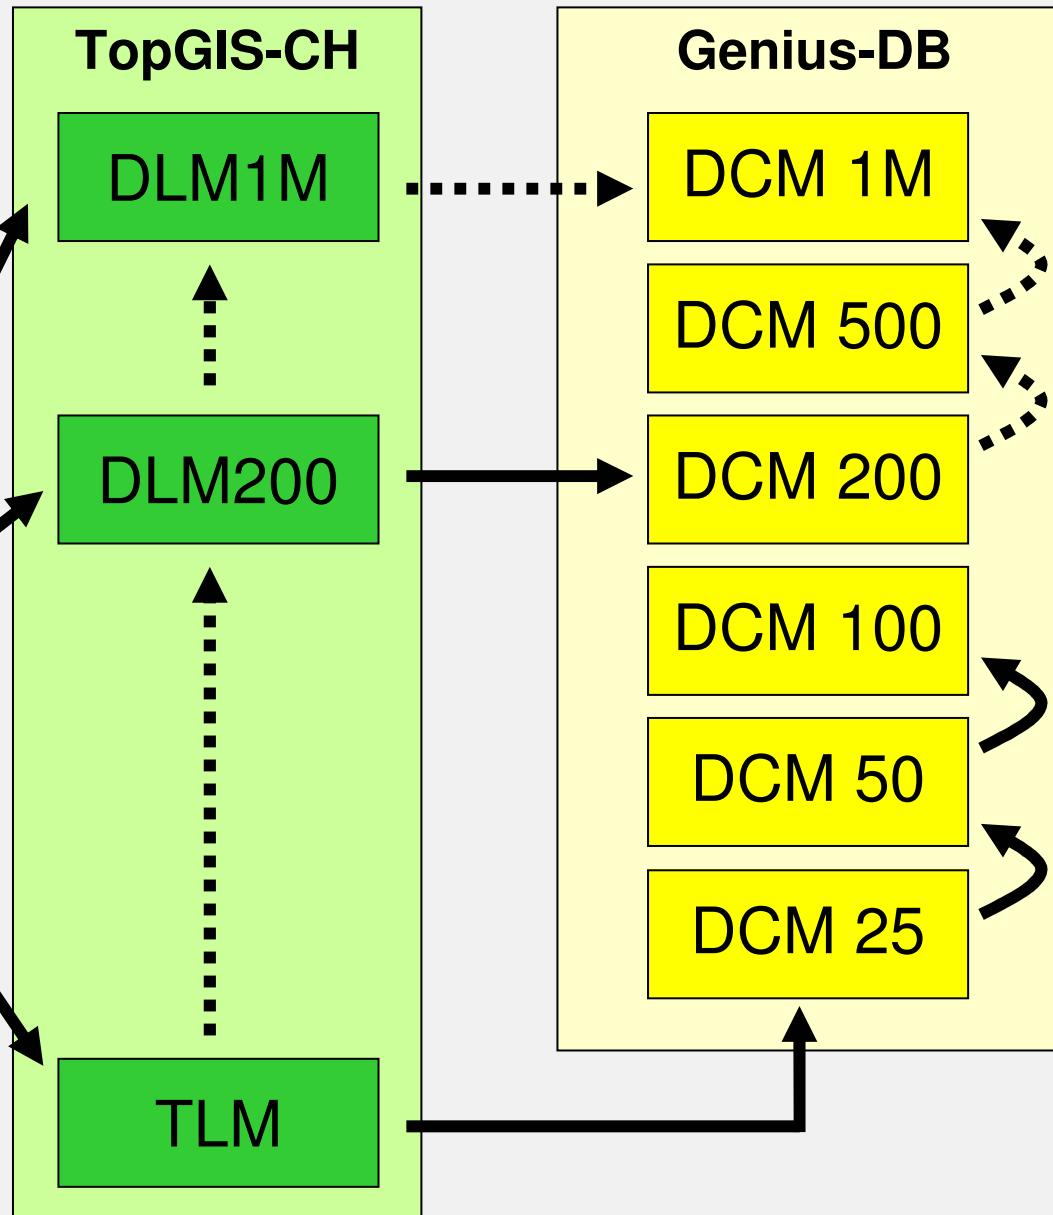 TopGIS-CH
DLM1M
DLM200
TLM
Genius-DB
DCM 1M
DCM 500
DCM 200
DCM 100
DCM 50
DCM 25